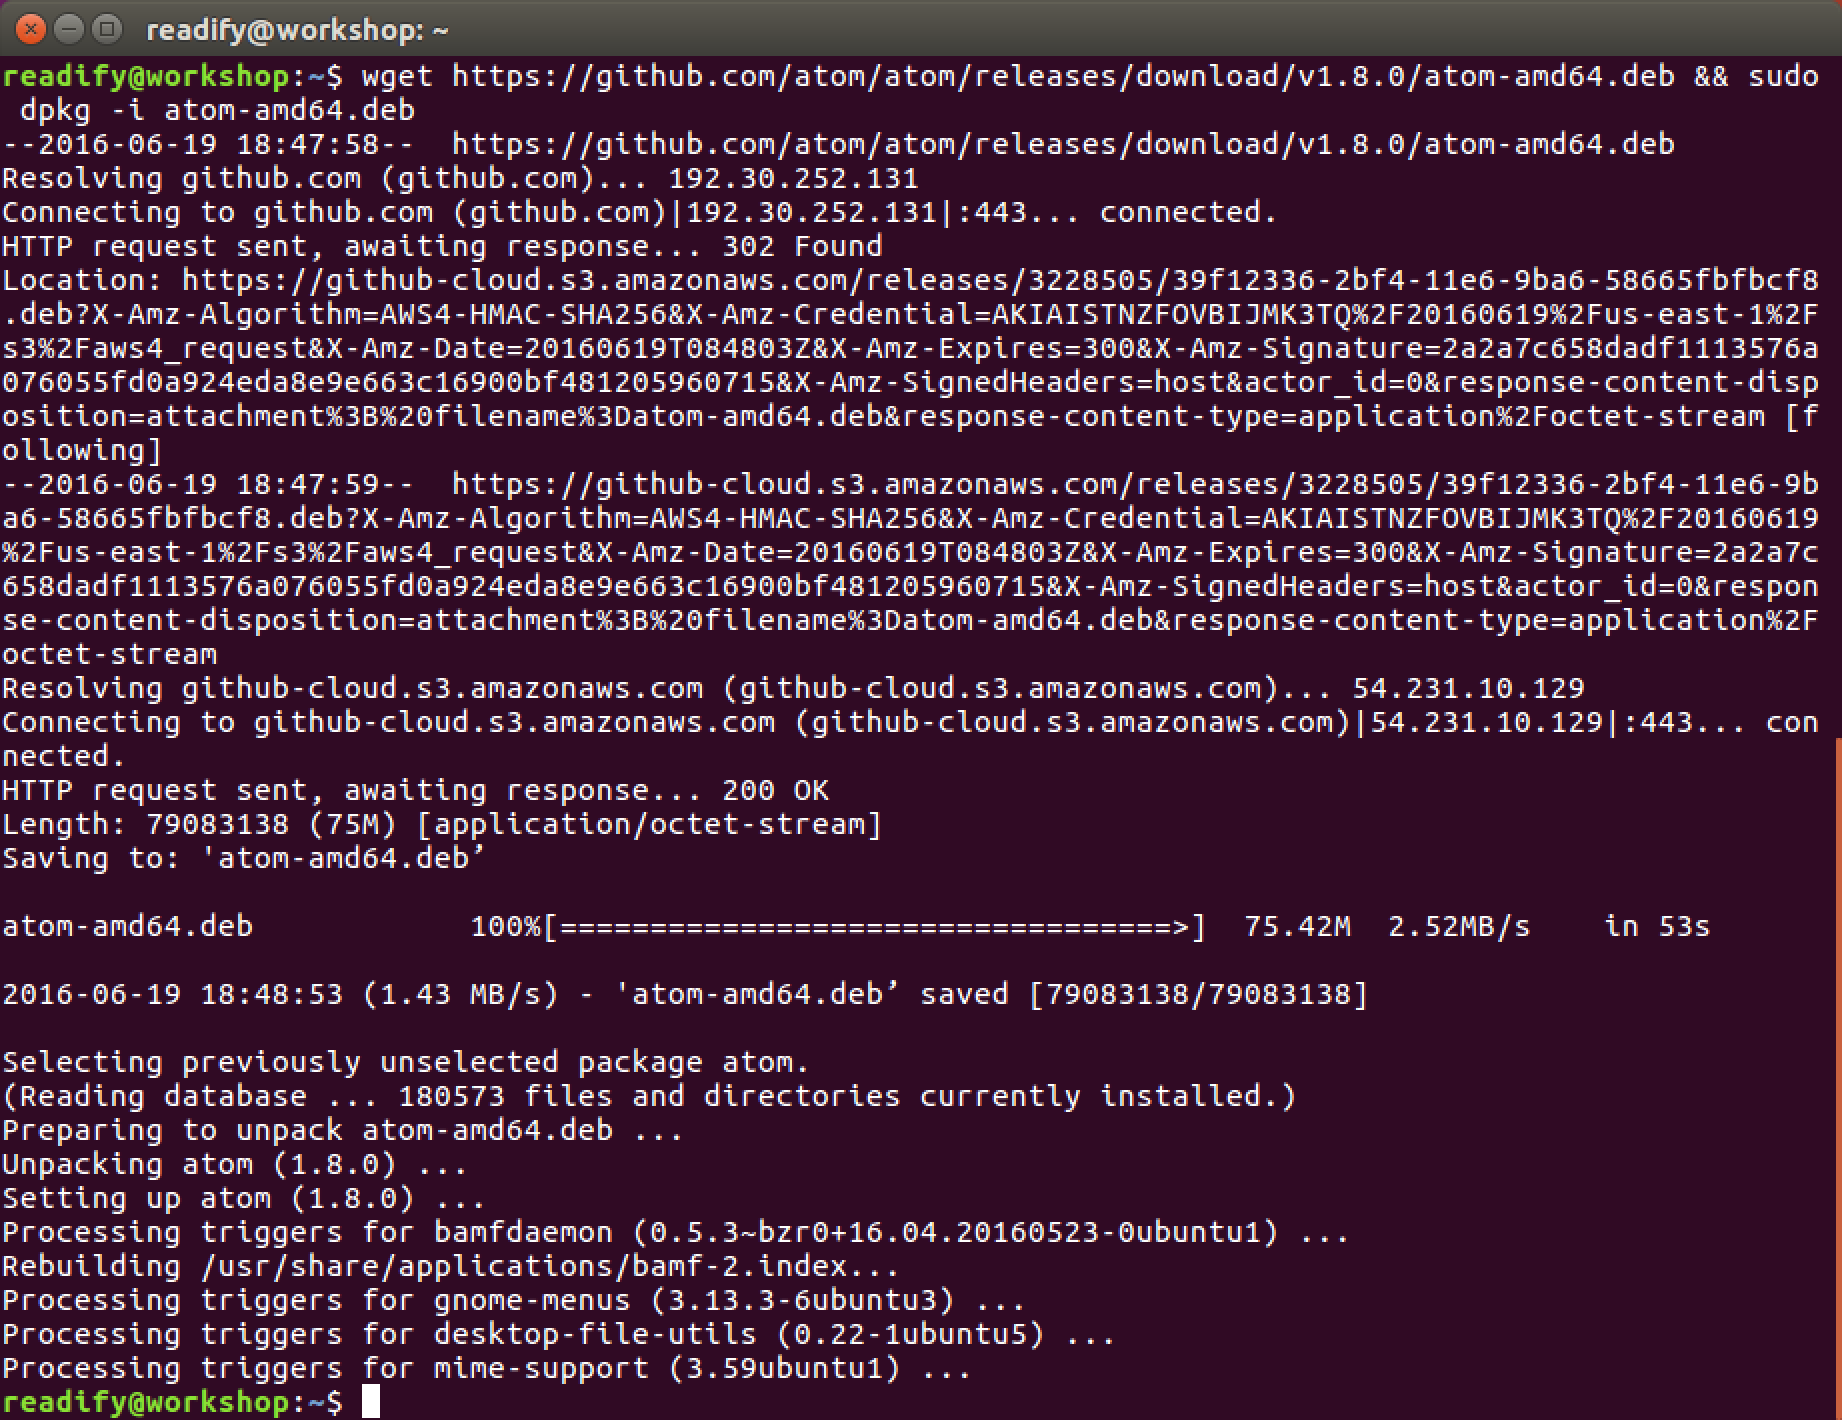 readify@workshop: ~
readify@workshop:~$ wget https://github.com/atom/atom/releases/download/v1.8.0/atom-amd64.deb && sudo
 dpkg -i atom-amd64.deb
--2016-06-19 18:47:58--  https://github.com/atom/atom/releases/download/v1.8.0/atom-amd64.deb
Resolving github.com (github.com)... 192.30.252.131
Connecting to github.com (github.com)|192.30.252.131|:443... connected.
HTTP request sent, awaiting response... 302 Found
Location: https://github-cloud.s3.amazonaws.com/releases/3228505/39f12336-2bf4-11e6-9ba6-58665fbfbcf8
.deb?X-Amz-Algorithm=AWS4-HMAC-SHA256&X-Amz-Credential=AKIAISTNZFOVBIJMK3TQ%2F20160619%2Fus-east-1%2F
s3%2Faws4_request&X-Amz-Date=20160619T084803Z&X-Amz-Expires=300&X-Amz-Signature=2a2a7c658dadf1113576a
076055fd0a924eda8e9e663c16900bf481205960715&X-Amz-SignedHeaders=host&actor_id=0&response-content-disp
osition=attachment%3B%20filename%3Datom-amd64.deb&response-content-type=application%2Foctet-stream [f
ollowing]
--2016-06-19 18:47:59--  https://github-cloud.s3.amazonaws.com/releases/3228505/39f12336-2bf4-11e6-9b
a6-58665fbfbcf8.deb?X-Amz-Algorithm=AWS4-HMAC-SHA256&X-Amz-Credential=AKIAISTNZFOVBIJMK3TQ%2F20160619
%2Fus-east-1%2Fs3%2Faws4_request&X-Amz-Date=20160619T084803Z&X-Amz-Expires=300&X-Amz-Signature=2a2a7c
658dadf1113576a076055fd0a924eda8e9e663c16900bf481205960715&X-Amz-SignedHeaders=host&actor_id=0&respon
se-content-disposition=attachment%3B%20filename%3Datom-amd64.deb&response-content-type=application%2F
octet-stream
Resolving github-cloud.s3.amazonaws.com (github-cloud.s3.amazonaws.com)... 54.231.10.129
Connecting to github-cloud.s3.amazonaws.com (github-cloud.s3.amazonaws.com)|54.231.10.129|:443... con
nected.
HTTP request sent, awaiting response... 200 OK
Length: 79083138 (75M) [application/octet-stream]
Saving to: 'atom-amd64.deb’
atom-amd64.deb            100%[==================================>]  75.42M  2.52MB/s    in 53s
2016-06-19 18:48:53 (1.43 MB/s) - 'atom-amd64.deb’ saved [79083138/79083138]
Selecting previously unselected package atom.
(Reading database ... 180573 files and directories currently installed.)
Preparing to unpack atom-amd64.deb ...
Unpacking atom (1.8.0) ...
Setting up atom (1.8.0) ...
Processing triggers for bamfdaemon (0.5.3~bzr0+16.04.20160523-0ubuntu1) ...
Rebuilding /usr/share/applications/bamf-2.index...
Processing triggers for gnome-menus (3.13.3-6ubuntu3) ...
Processing triggers for desktop-file-utils (0.22-1ubuntu5) ...
Processing triggers for mime-support (3.59ubuntu1) ...
readify@workshop:~$